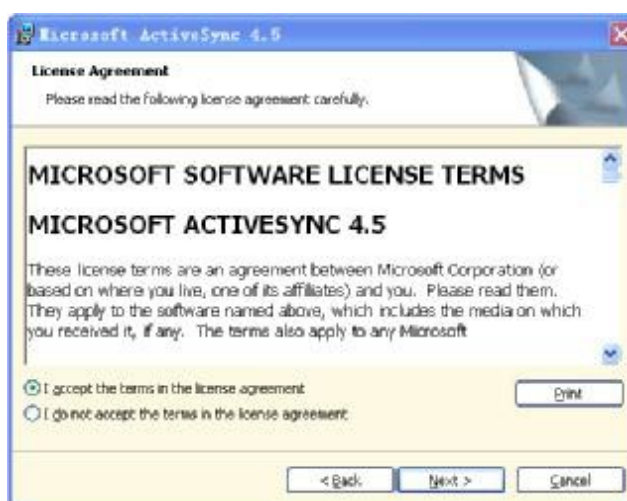 Microsoft ActiveSync 4.5
License Agreement
Please read the following license agreement carefully.
MICROSOFT SOFTWARE LICENSE TERMS
MICROSOFT ACTIVESYNC 4.5
These license terms are an agreement between Microsoft Corporation (or
based on where you live, one of its affiliates) and you. Please read them.
They apply to the software named above, which includes the media on which
you received it, if any. The terms also apply to any Microsoft
I accept the terms in the license agreement
I do not accept the terms in the license agreement
Print
< Back
Next >
Cancel